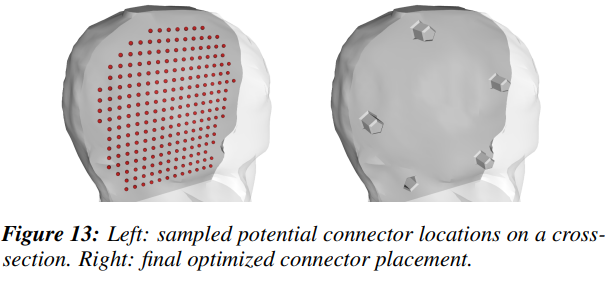 Figure 13: Left: sampled potential connector locations on a cross-
section. Right: final optimized connector placement.